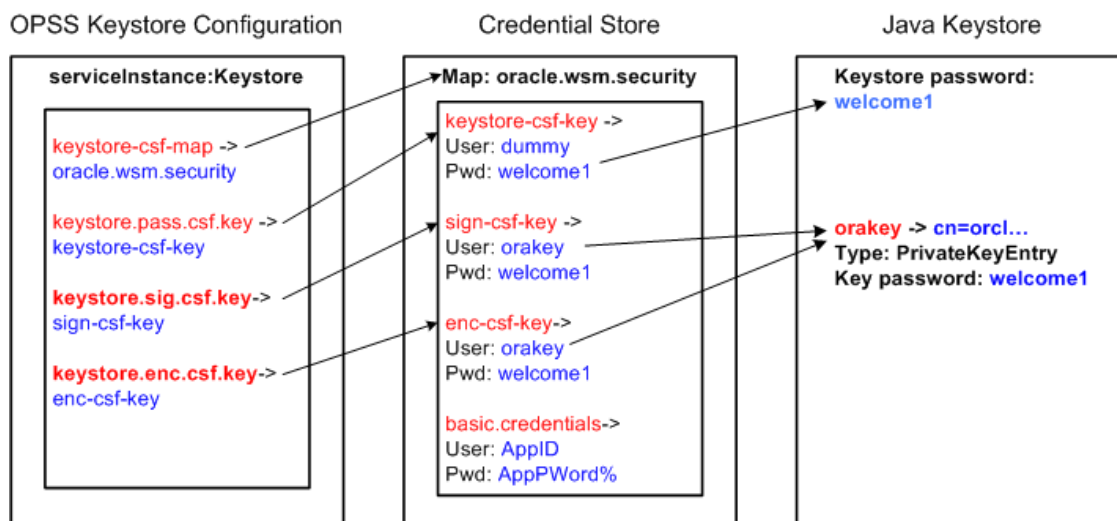 OPSS Keystore Configuration
serviceInstance:Keystore
keystore-csf-map ->
oracle.wsm.security
keystore.pass.csf.key ->
keystore-csf-key
keystore.sig.csf.key->
sign-csf-key
keystore.enc.csf.key->
enc-csf-key
Credential Store
Map: oracle.wsm.security
keystore-csf-key ->
User: dummy
Pwd: welcome1
sign-csf-key ->
User: orakey
Pwd: welcome1
enc-csf-key->
User: orakey
Pwd: welcome1
basic.credentials->
User: AppID
Pwd: AppPWord%
Java Keystore
Keystore password:
welcome1
orakey -> cn=orcl...
Type: PrivateKeyEntry
Key password: welcome1